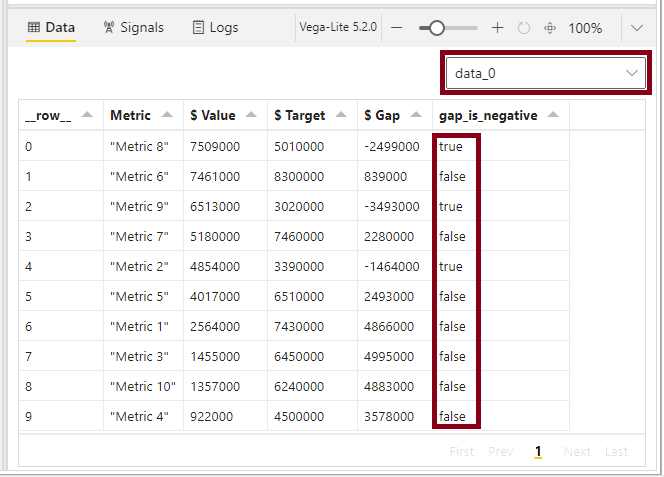 Data Signals Logs Vega-Lite 5.2.0 − + 100%
data_0
__row__ Metric $ Value $ Target $ Gap gap_is_negative
0 "Metric 8" 7509000 5010000 -2499000 true
1 "Metric 6" 7461000 8300000 839000 false
2 "Metric 9" 6513000 3020000 -3493000 true
3 "Metric 7" 5180000 7460000 2280000 false
4 "Metric 2" 4854000 3390000 -1464000 true
5 "Metric 5" 4017000 6510000 2493000 false
6 "Metric 1" 2564000 7430000 4866000 false
7 "Metric 3" 1455000 6450000 4995000 false
8 "Metric 10" 1357000 6240000 4883000 false
9 "Metric 4" 922000 4500000 3578000 false
First Prev 1 Next Last